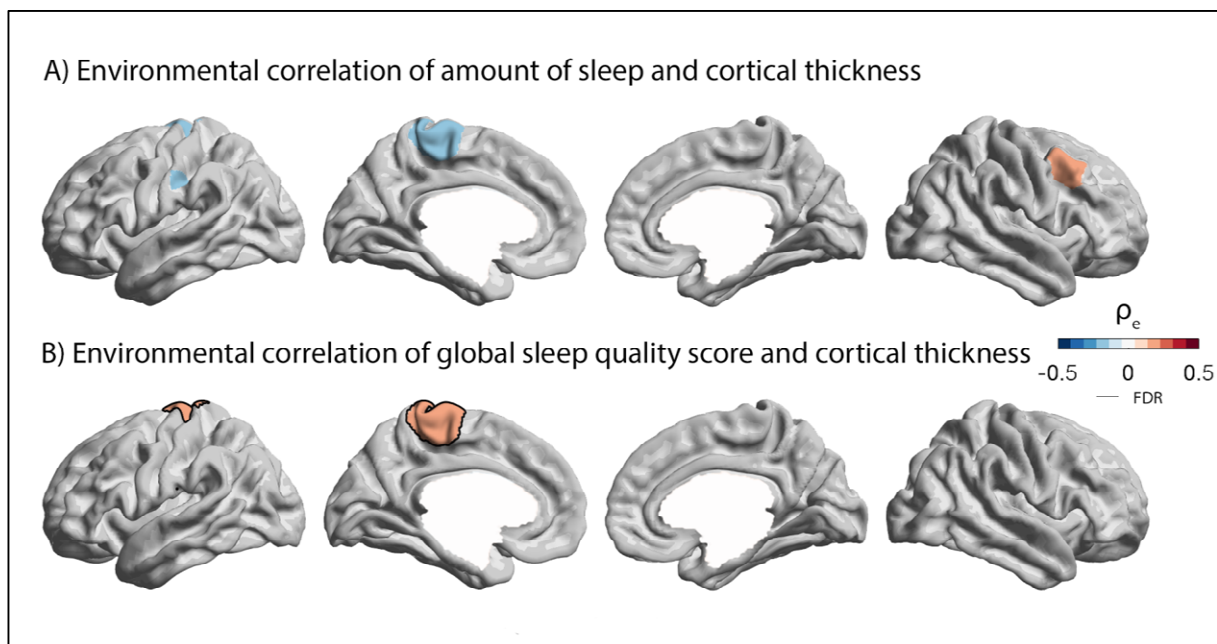 A) Environmental correlation of amount of sleep and cortical thickness
ρe
B) Environmental correlation of global sleep quality score and cortical thickness
-0.5 0 0.5
FDR